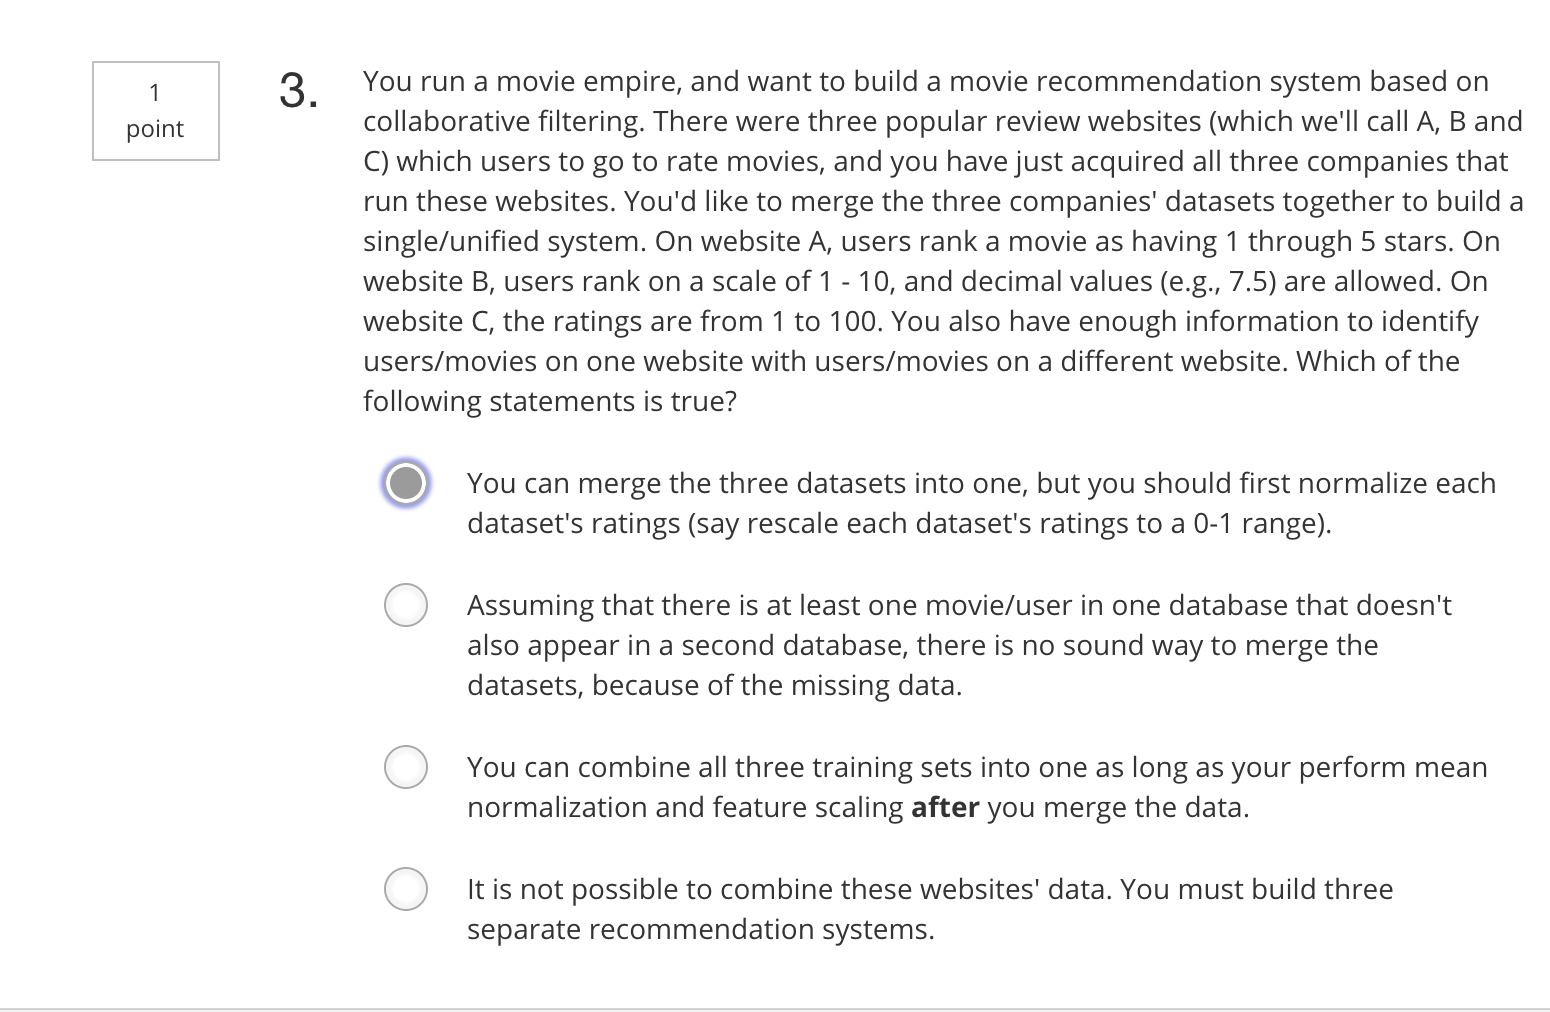 1
point
3.
You run a movie empire, and want to build a movie recommendation system based on
collaborative filtering. There were three popular review websites (which we'll call A, B and
C) which users to go to rate movies, and you have just acquired all three companies that
run these websites. You'd like to merge the three companies' datasets together to build a
single/unified system. On website A, users rank a movie as having 1 through 5 stars. On
website B, users rank on a scale of 1 - 10, and decimal values (e.g., 7.5) are allowed. On
website C, the ratings are from 1 to 100. You also have enough information to identify
users/movies on one website with users/movies on a different website. Which of the
following statements is true?
You can merge the three datasets into one, but you should first normalize each
dataset's ratings (say rescale each dataset's ratings to a 0-1 range).
Assuming that there is at least one movie/user in one database that doesn't
also appear in a second database, there is no sound way to merge the
datasets, because of the missing data.
You can combine all three training sets into one as long as your perform mean
normalization and feature scaling after you merge the data.
It is not possible to combine these websites' data. You must build three
separate recommendation systems.